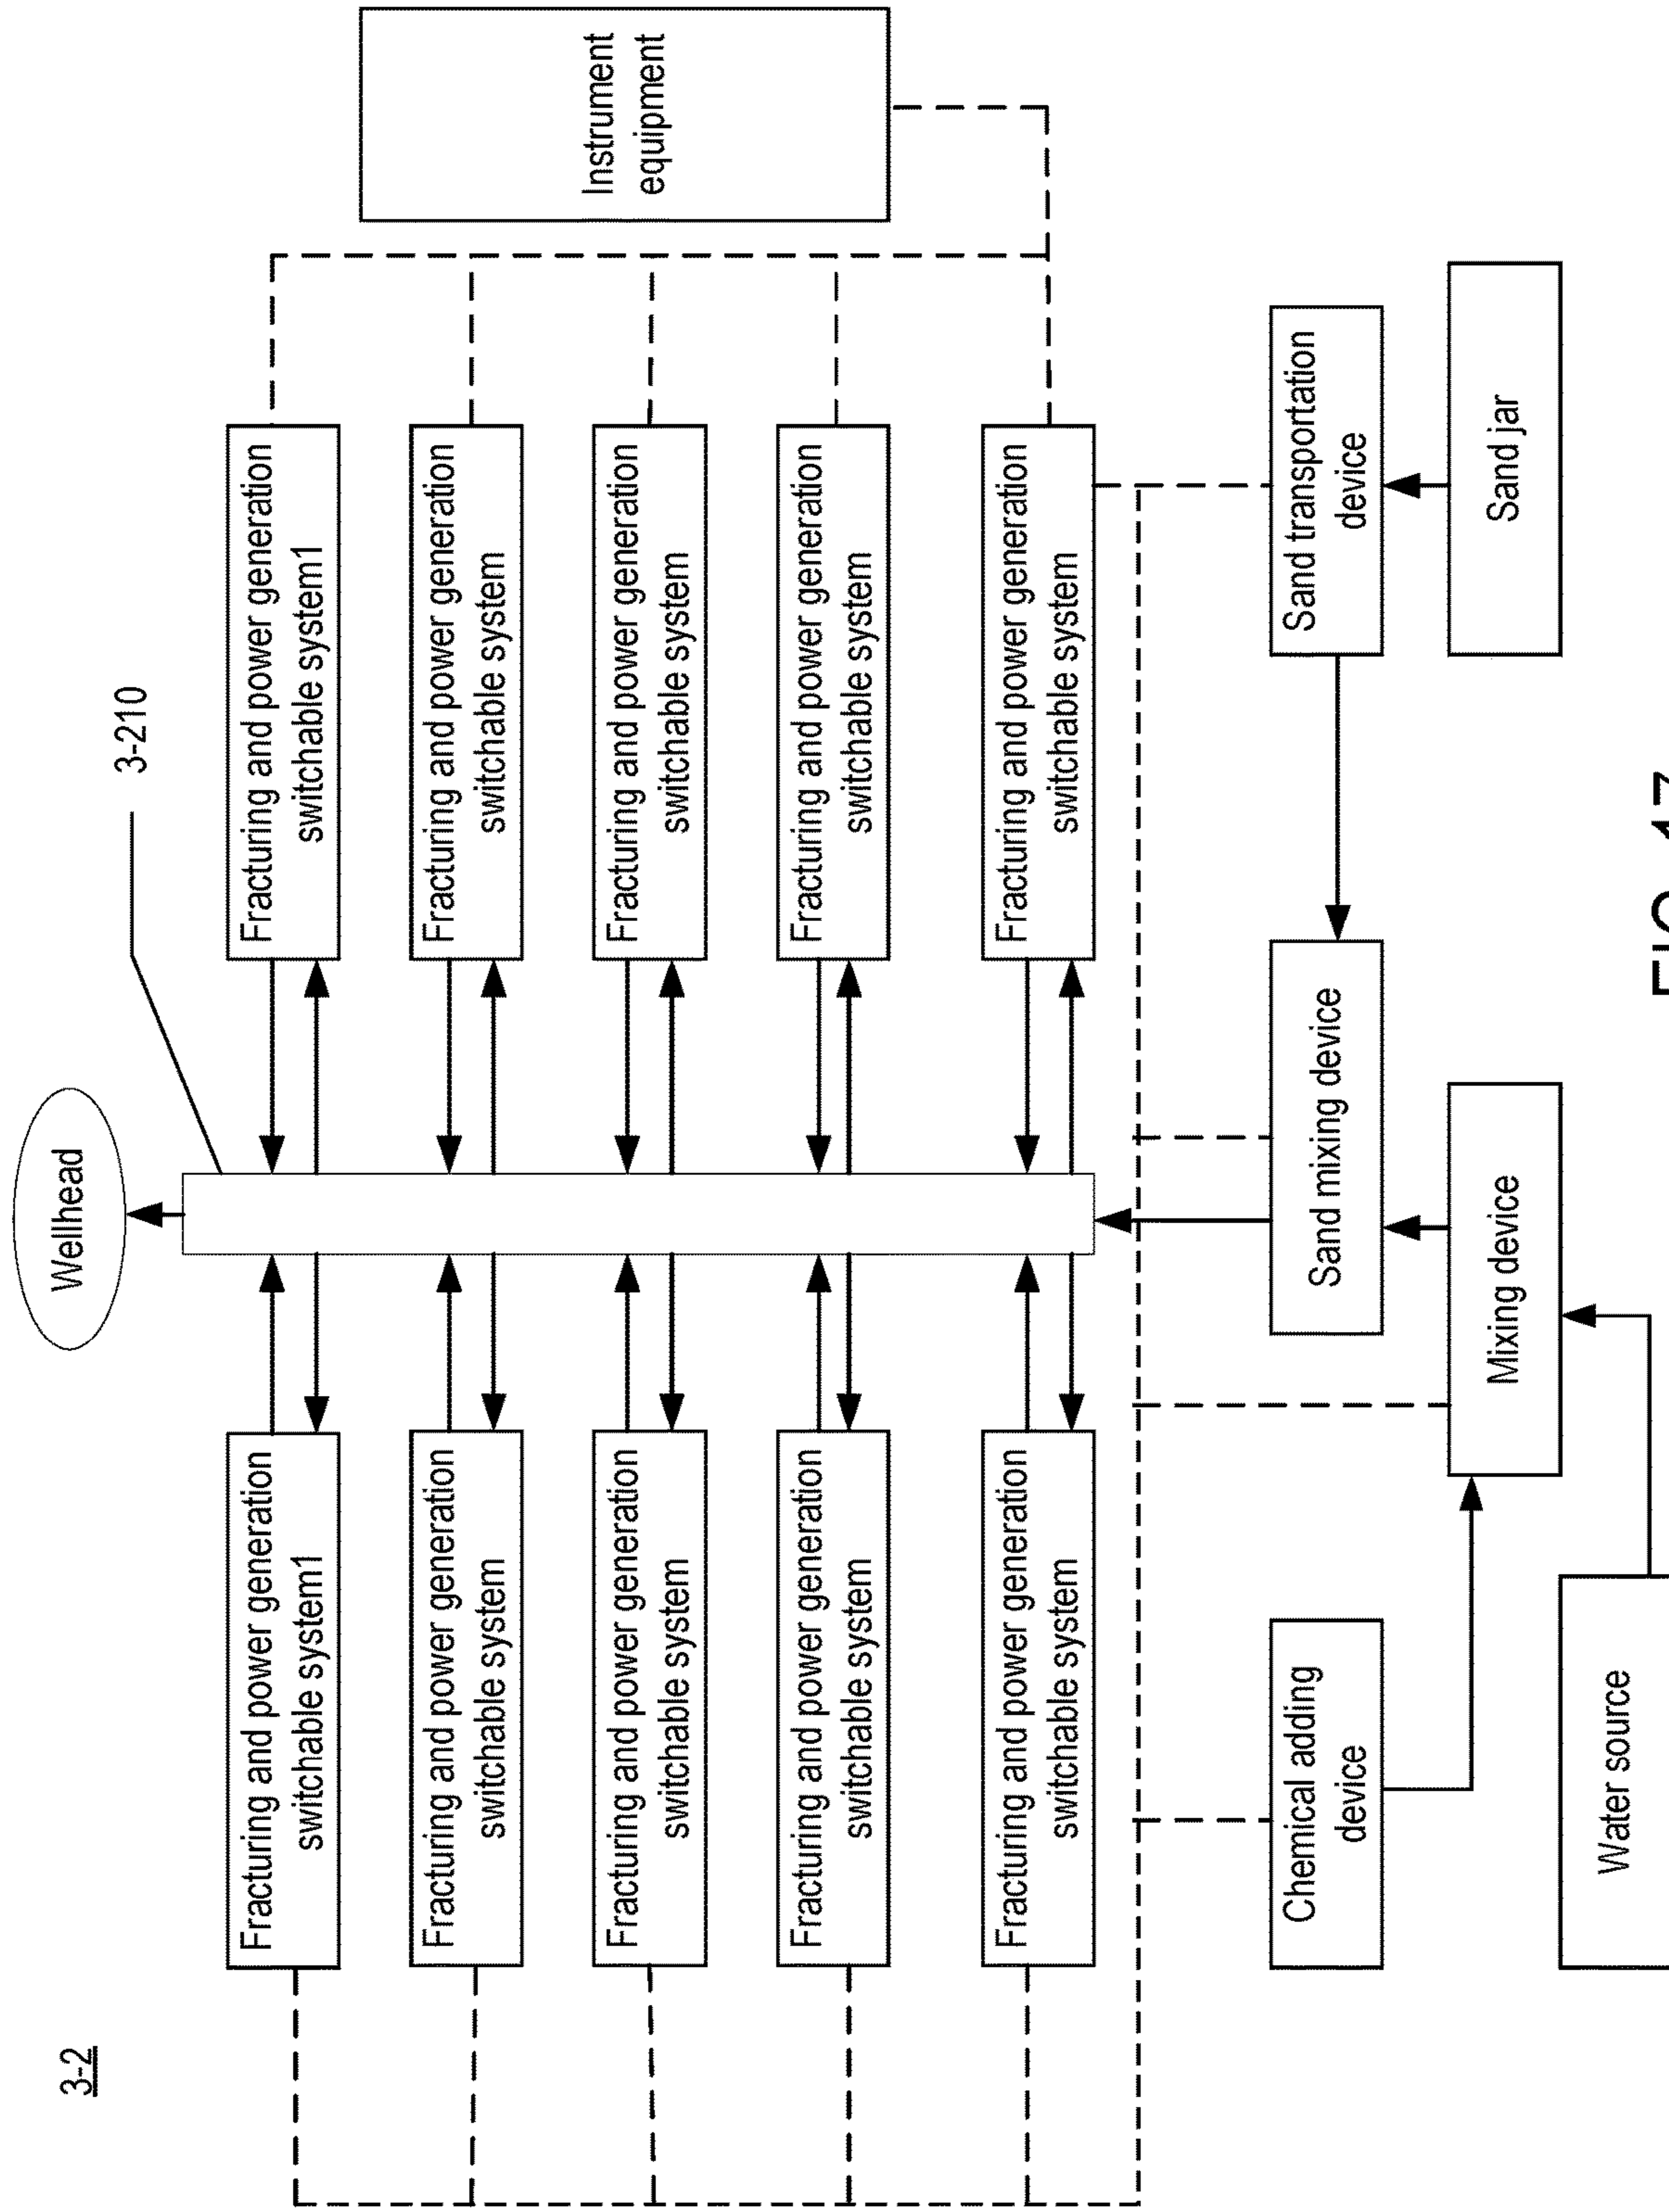 3-2
Wellhead
3-210
Fracturing and power generation
switchable system1
Fracturing and power generation
switchable system1
Fracturing and power generation
switchable system
Fracturing and power generation
switchable system
Fracturing and power generation
switchable system
Fracturing and power generation
switchable system
Fracturing and power generation
switchable system
Fracturing and power generation
switchable system
Fracturing and power generation
switchable system
Fracturing and power generation
switchable system
Instrument
equipment
Chemical adding
device
Sand mixing device
Sand transportation
device
Mixing device
Sand jar
Water source
FIG. 17